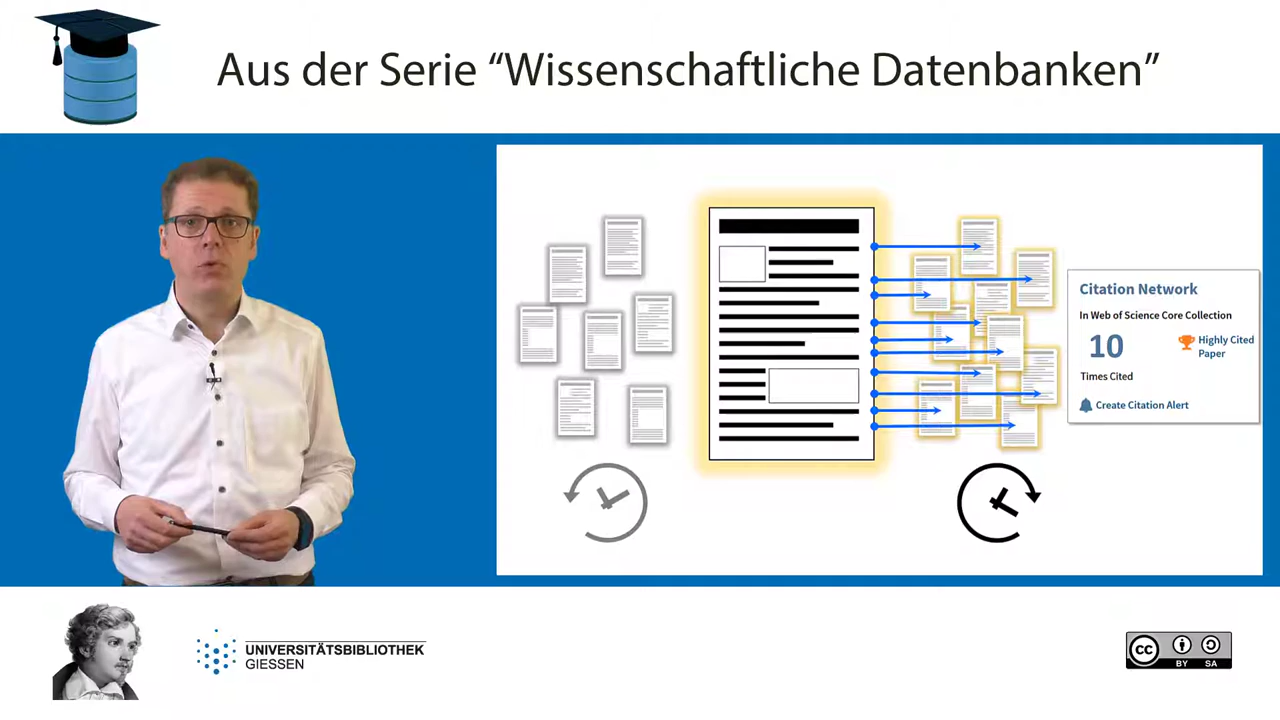 Aus der Serie “Wissenschaftliche Datenbanken”
Citation Network
In Web of Science Core Collection
10
Highly Cited
Paper
Times Cited
Create Citation Alert
UNIVERSITÄTSBIBLIOTHEK
GIESSEN
cc
BY SA